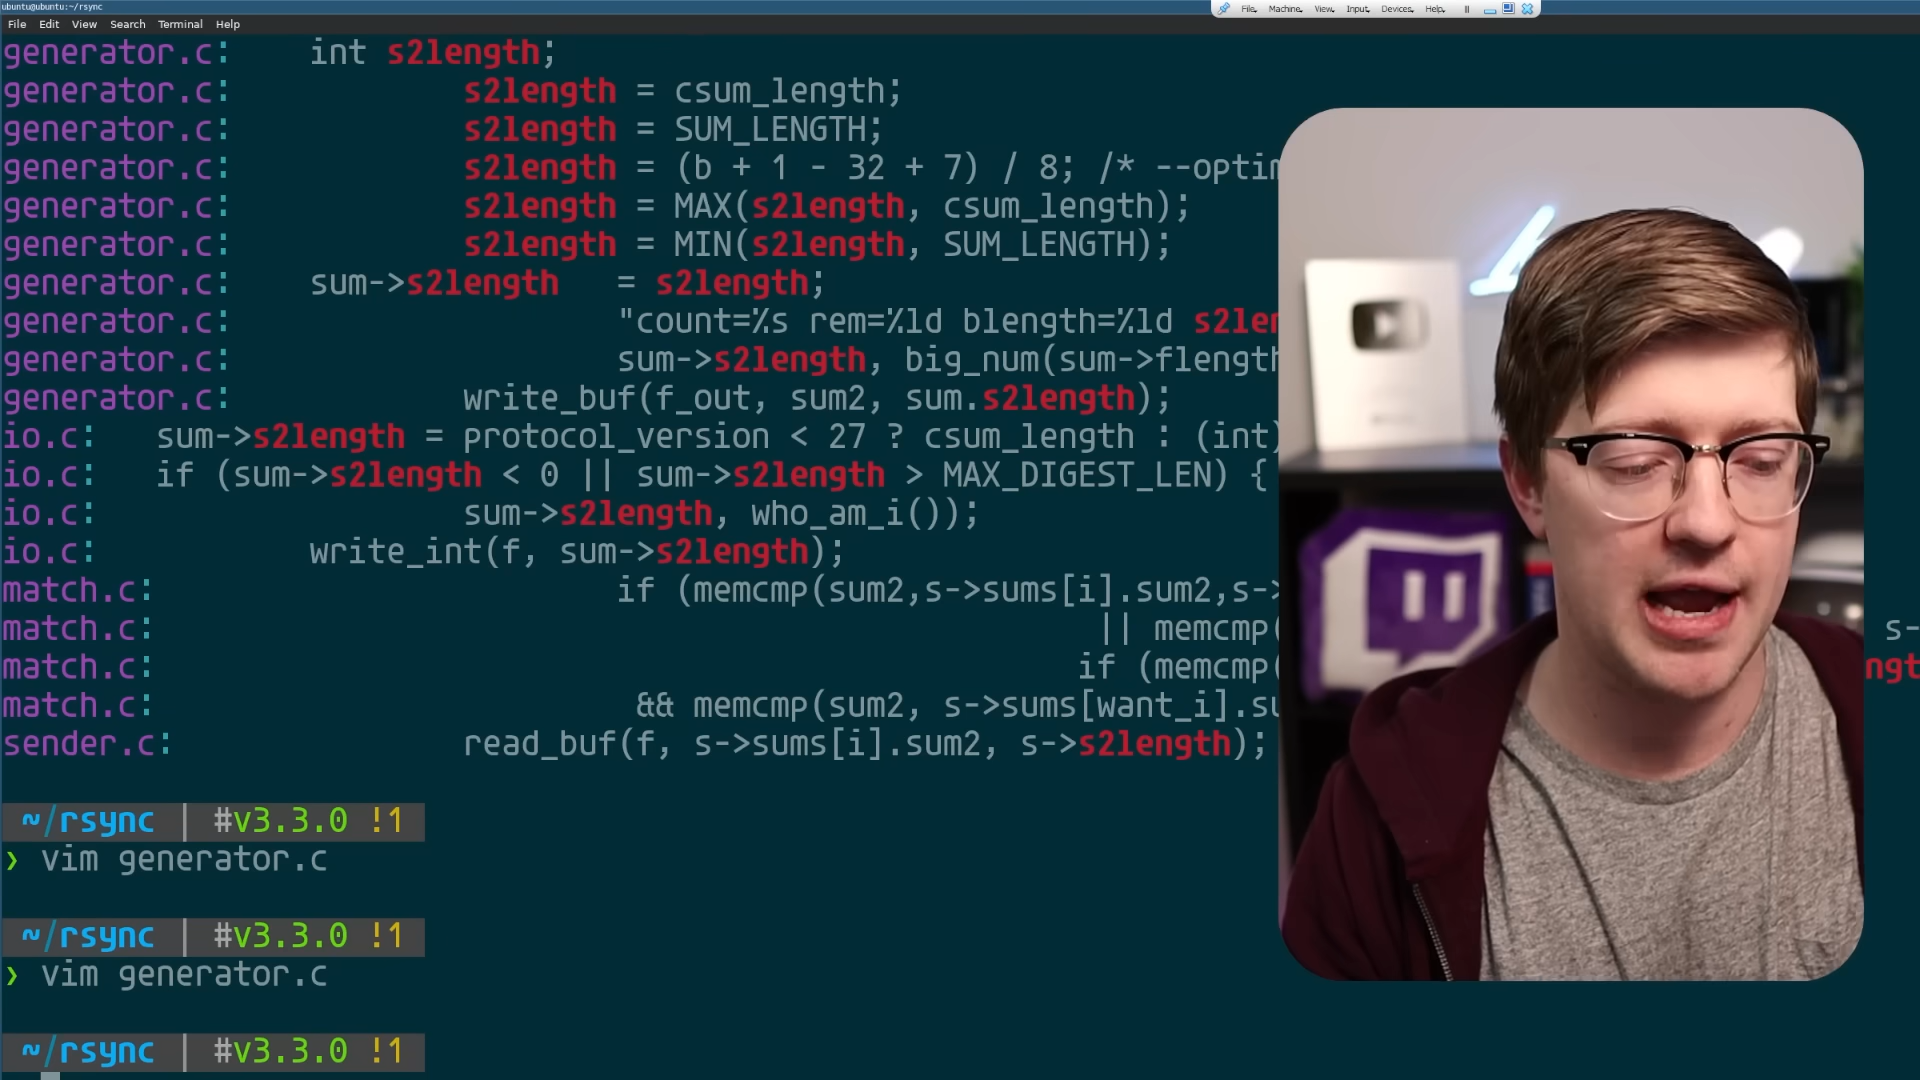 ubuntu@ubuntu:~/rsync
File Machine View Input Devices Help
File Edit View Search Terminal Help
generator.c: int s2length;
generator.c: s2length = csum_length;
generator.c: s2length = SUM_LENGTH;
generator.c: s2length = (b + 1 - 32 + 7) / 8; /* --optim
generator.c: s2length = MAX(s2length, csum_length);
generator.c: s2length = MIN(s2length, SUM_LENGTH);
generator.c: sum->s2length = s2length;
generator.c: "count=%s rem=%ld blength=%ld s2len
generator.c: sum->s2length, big_num(sum->flength
generator.c: write_buf(f_out, sum2, sum.s2length);
io.c: sum->s2length = protocol_version < 27 ? csum_length : (int)
io.c: if (sum->s2length < 0 || sum->s2length > MAX_DIGEST_LEN) {
io.c: sum->s2length, who_am_i());
io.c: write_int(f, sum->s2length);
match.c: if (memcmp(sum2,s->sums[i].sum2,s->
match.c: || memcmp( s-
match.c: if (memcmp( ngt
match.c: && memcmp(sum2, s->sums[want_i].su
sender.c: read_buf(f, s->sums[i].sum2, s->s2length);
~/rsync | #v3.3.0 !1
❯ vim generator.c
~/rsync | #v3.3.0 !1
❯ vim generator.c
~/rsync | #v3.3.0 !1